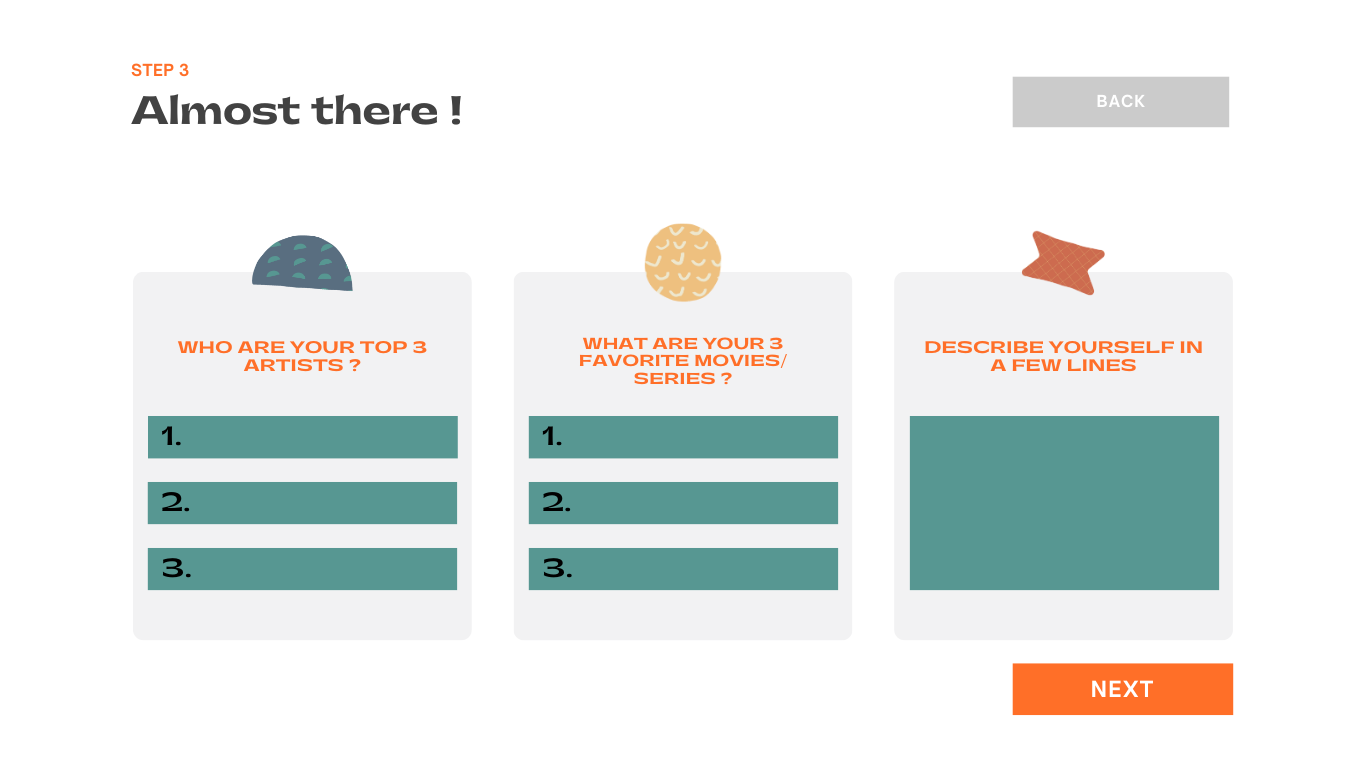 STEP 3
Almost there !
BACK
WHO ARE YOUR TOP 3
ARTISTS ?
1.
2.
3.
WHAT ARE YOUR 3
FAVORITE MOVIES/
SERIES ?
1.
2.
3.
DESCRIBE YOURSELF IN
A FEW LINES
NEXT